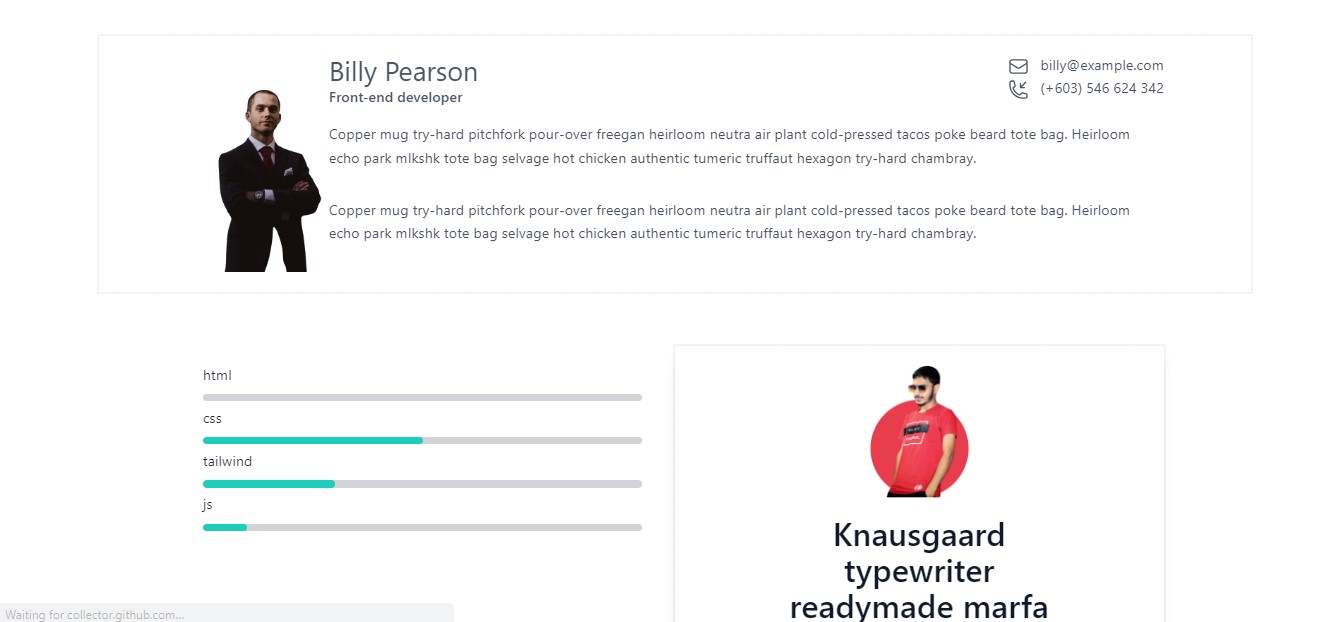 Billy Pearson
Front-end developer
billy@example.com
(+603) 546 624 342
Copper mug try-hard pitchfork pour-over freegan heirloom neutra air plant cold-pressed tacos poke beard tote bag. Heirloom
echo park mlkshk tote bag selvage hot chicken authentic tumeric truffaut hexagon try-hard chambray.
Copper mug try-hard pitchfork pour-over freegan heirloom neutra air plant cold-pressed tacos poke beard tote bag. Heirloom
echo park mlkshk tote bag selvage hot chicken authentic tumeric truffaut hexagon try-hard chambray.
html
css
tailwind
js
Knausgaard
typewriter
readymade marfa
Waiting for collector.github.com...